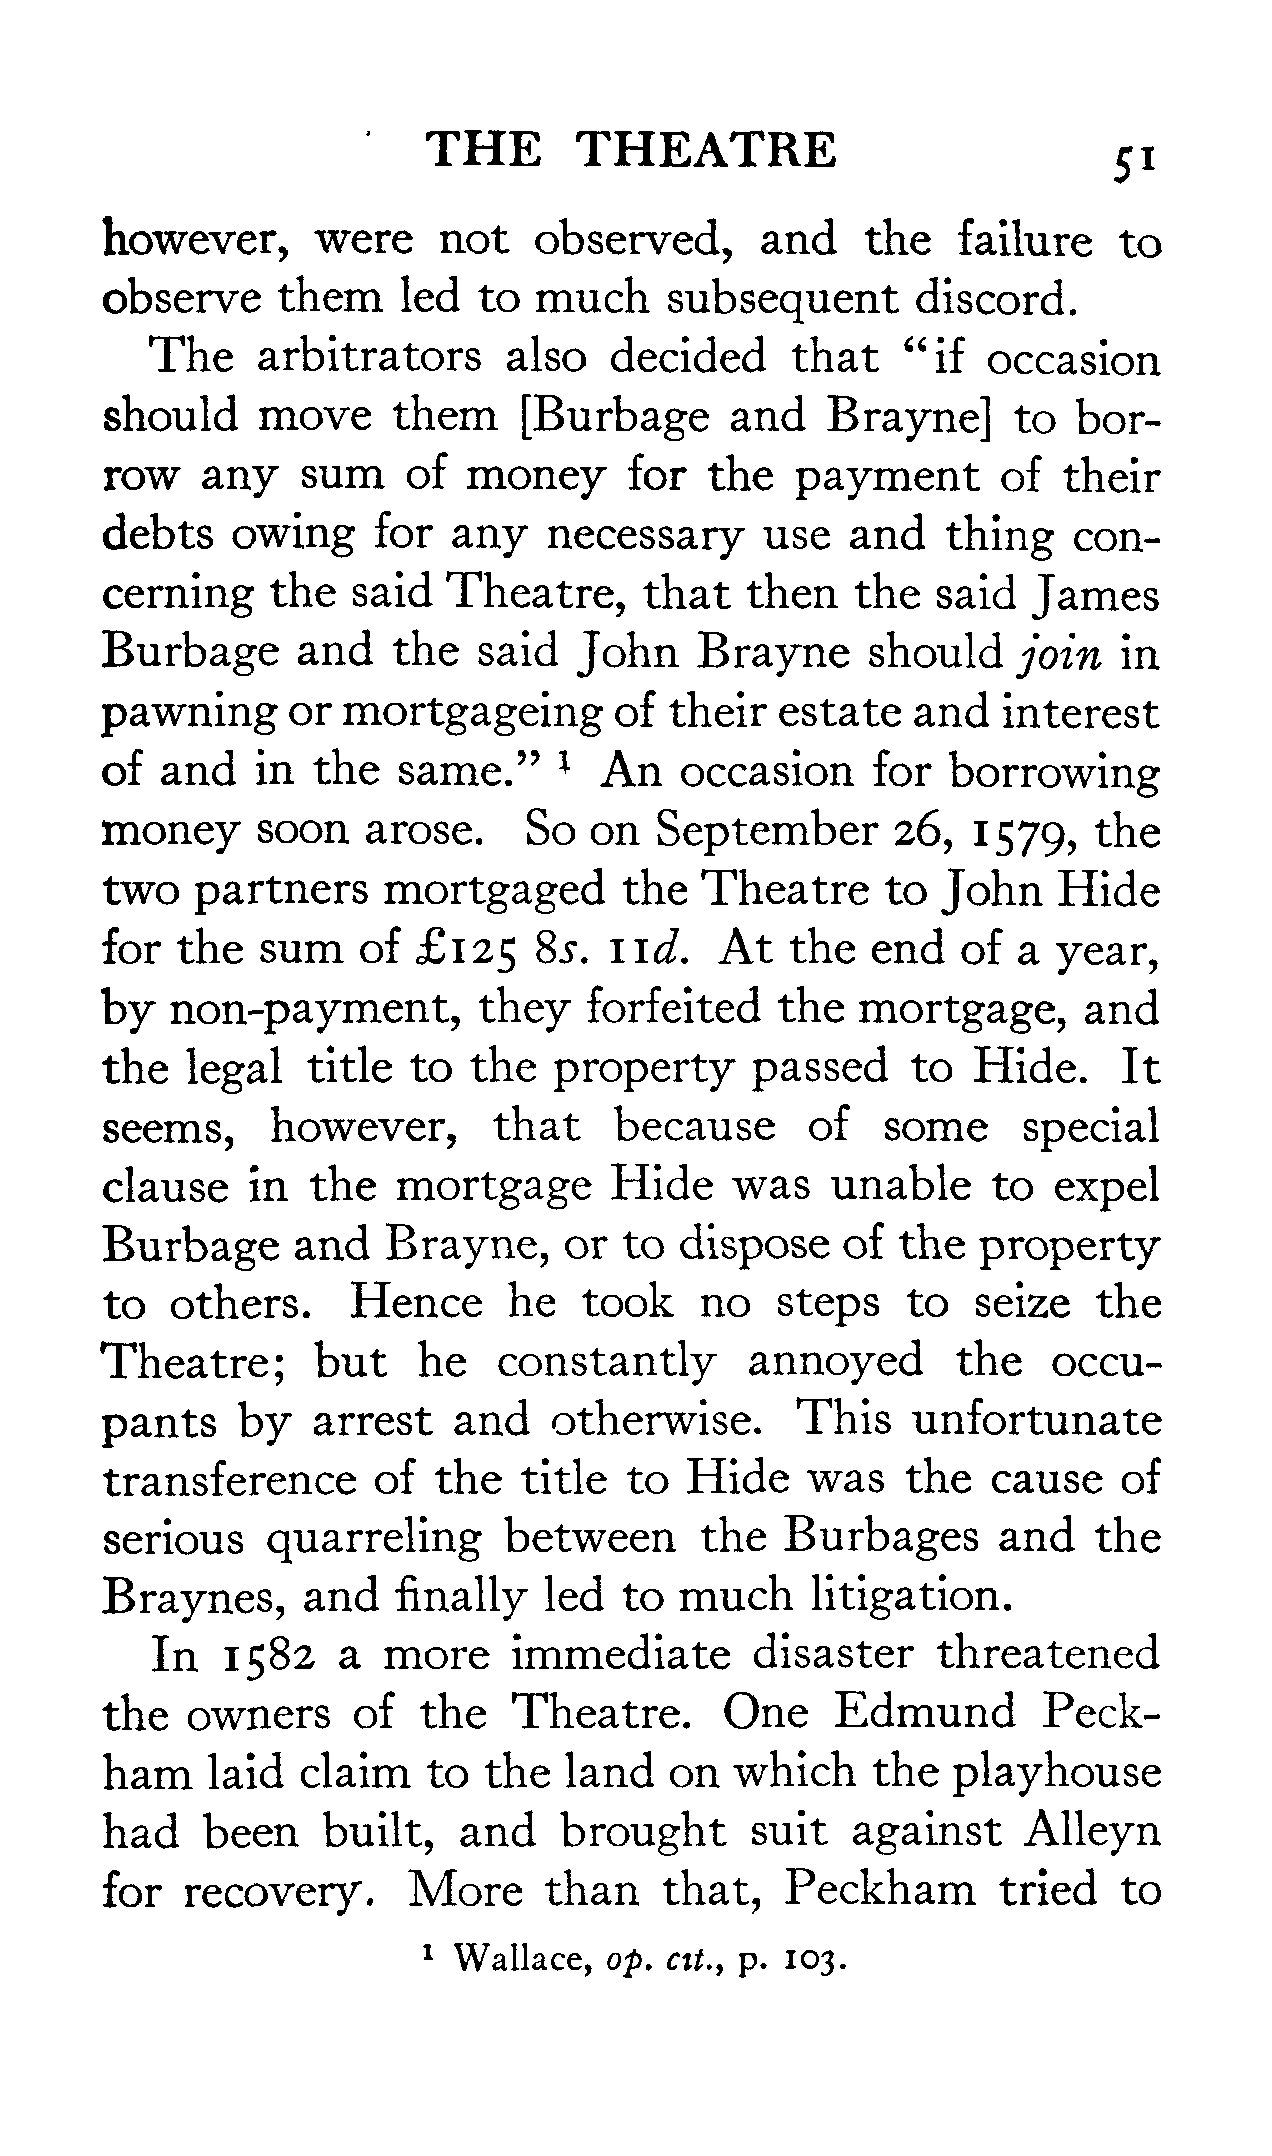 THE THEATRE 51
however, were not observed, and the failure to
observe them led to much subsequent discord.
The arbitrators also decided that "if occasion
should move them [Burbage and Brayne] to bor-
row any sum of money for the payment of their
debts owing for any necessary use and thing con-
cerning the said Theatre, that then the said James
Burbage and the said John Brayne should join in
pawning or mortgageing of their estate and interest
of and in the same." ¹ An occasion for borrowing
money soon arose. So on September 26, 1579, the
two partners mortgaged the Theatre to John Hide
for the sum of £125 8s. 11d. At the end of a year,
by non-payment, they forfeited the mortgage, and
the legal title to the property passed to Hide. It
seems, however, that because of some special
clause in the mortgage Hide was unable to expel
Burbage and Brayne, or to dispose of the property
to others. Hence he took no steps to seize the
Theatre; but he constantly annoyed the occu-
pants by arrest and otherwise. This unfortunate
transference of the title to Hide was the cause of
serious quarreling between the Burbages and the
Braynes, and finally led to much litigation.
In 1582 a more immediate disaster threatened
the owners of the Theatre. One Edmund Peck-
ham laid claim to the land on which the playhouse
had been built, and brought suit against Alleyn
for recovery. More than that, Peckham tried to
¹ Wallace, op. cit., p. 103.